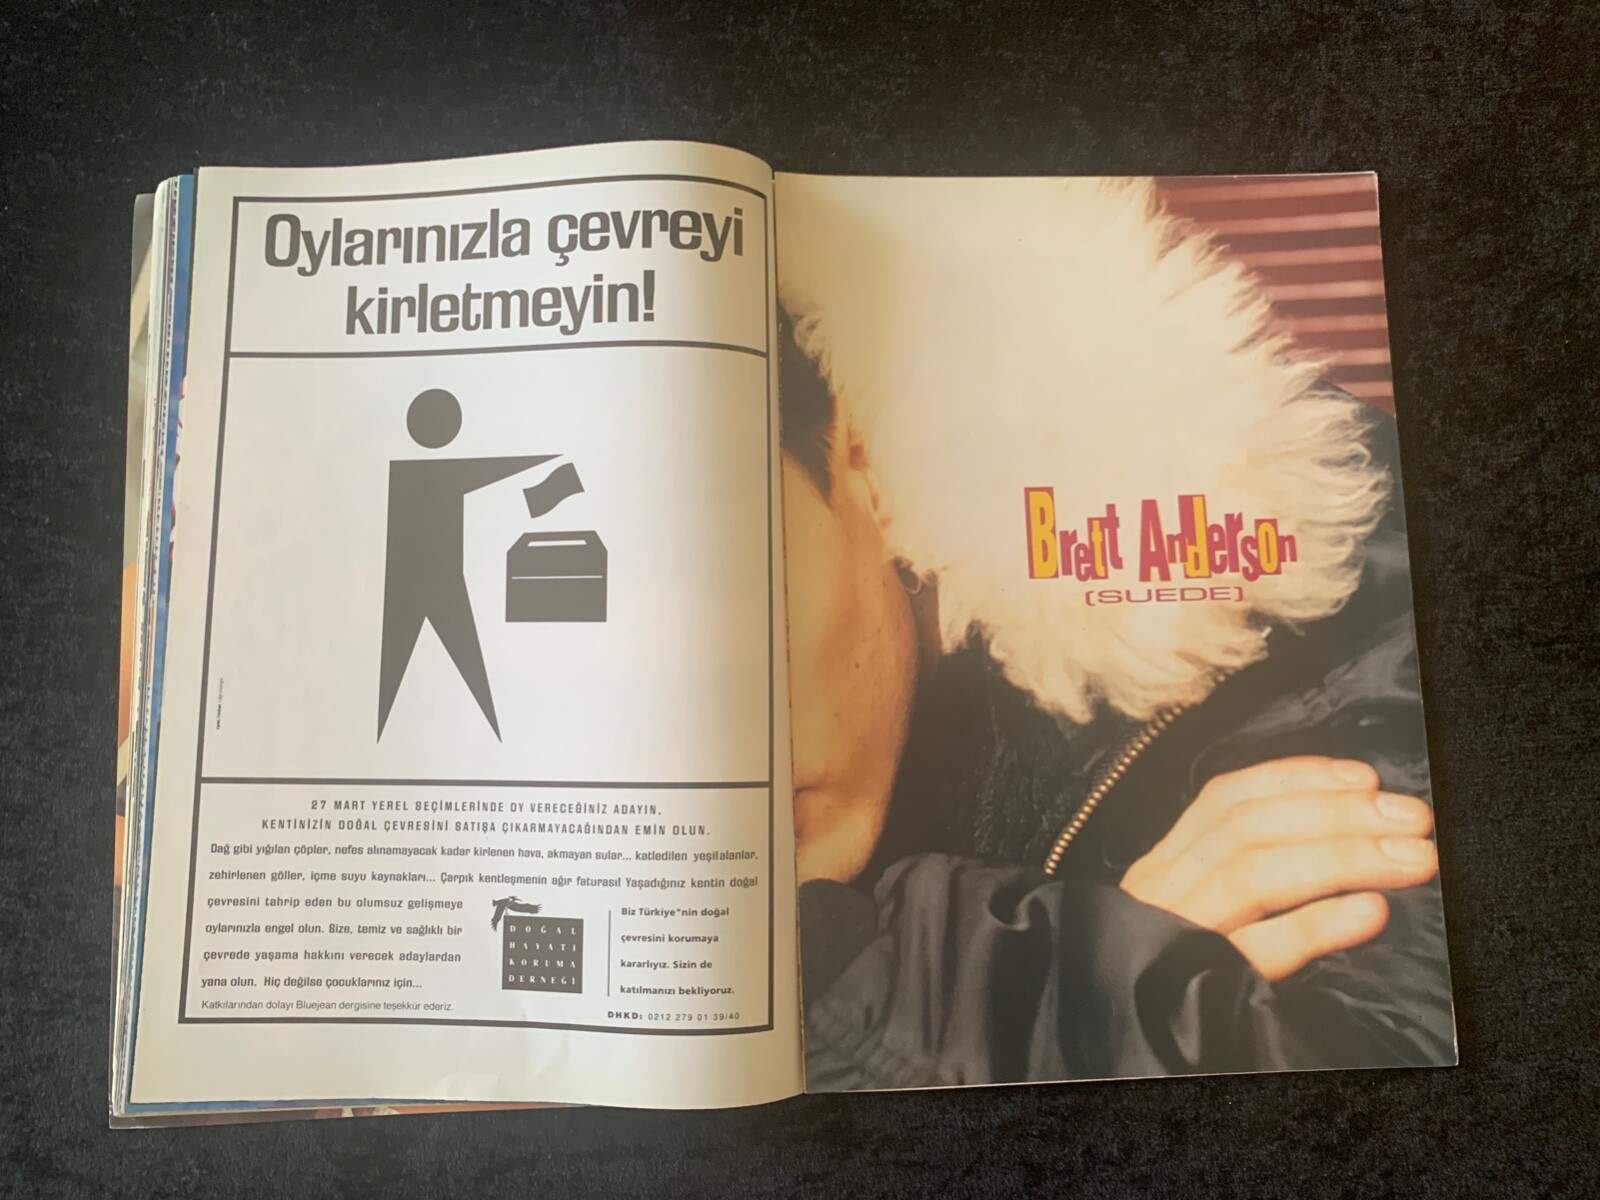 Oylarınızla çevreyi
kirletmeyin!
27 MART YEREL SEÇİMLERİNDE OY VERECEĞİNİZ ADAYIN,
KENTİNİZİN DOĞAL ÇEVRESİNİ SATIŞA ÇIKARMAYACAĞINDAN EMİN OLUN.
Dağ gibi yığılan çöpler, nefes alınamayacak kadar kirlenen hava, akmayan sular... katledilen yeşilalanlar,
zehirlenen göller, içme suyu kaynakları... Çarpık kentleşmenin ağır faturası! Yaşadığınız kentin doğal
çevresini tahrip eden bu olumsuz gelişmeye
oylarınızla engel olun. Size, temiz ve sağlıklı bir
çevrede yaşama hakkını verecek adaylardan
yana olun. Hiç değilse çocuklarınız için...
Katkılarından dolayı Bluejean dergisine teşekkür ederiz.
DOĞAL
HAYATI
KORUMA
DERNEĞİ
Biz Türkiye"nin doğal
çevresini korumaya
kararlıyız. Sizin de
katılmanızı bekliyoruz.
DHKD: 0212 279 01 39/40
Brett Anderson
(SUEDE)